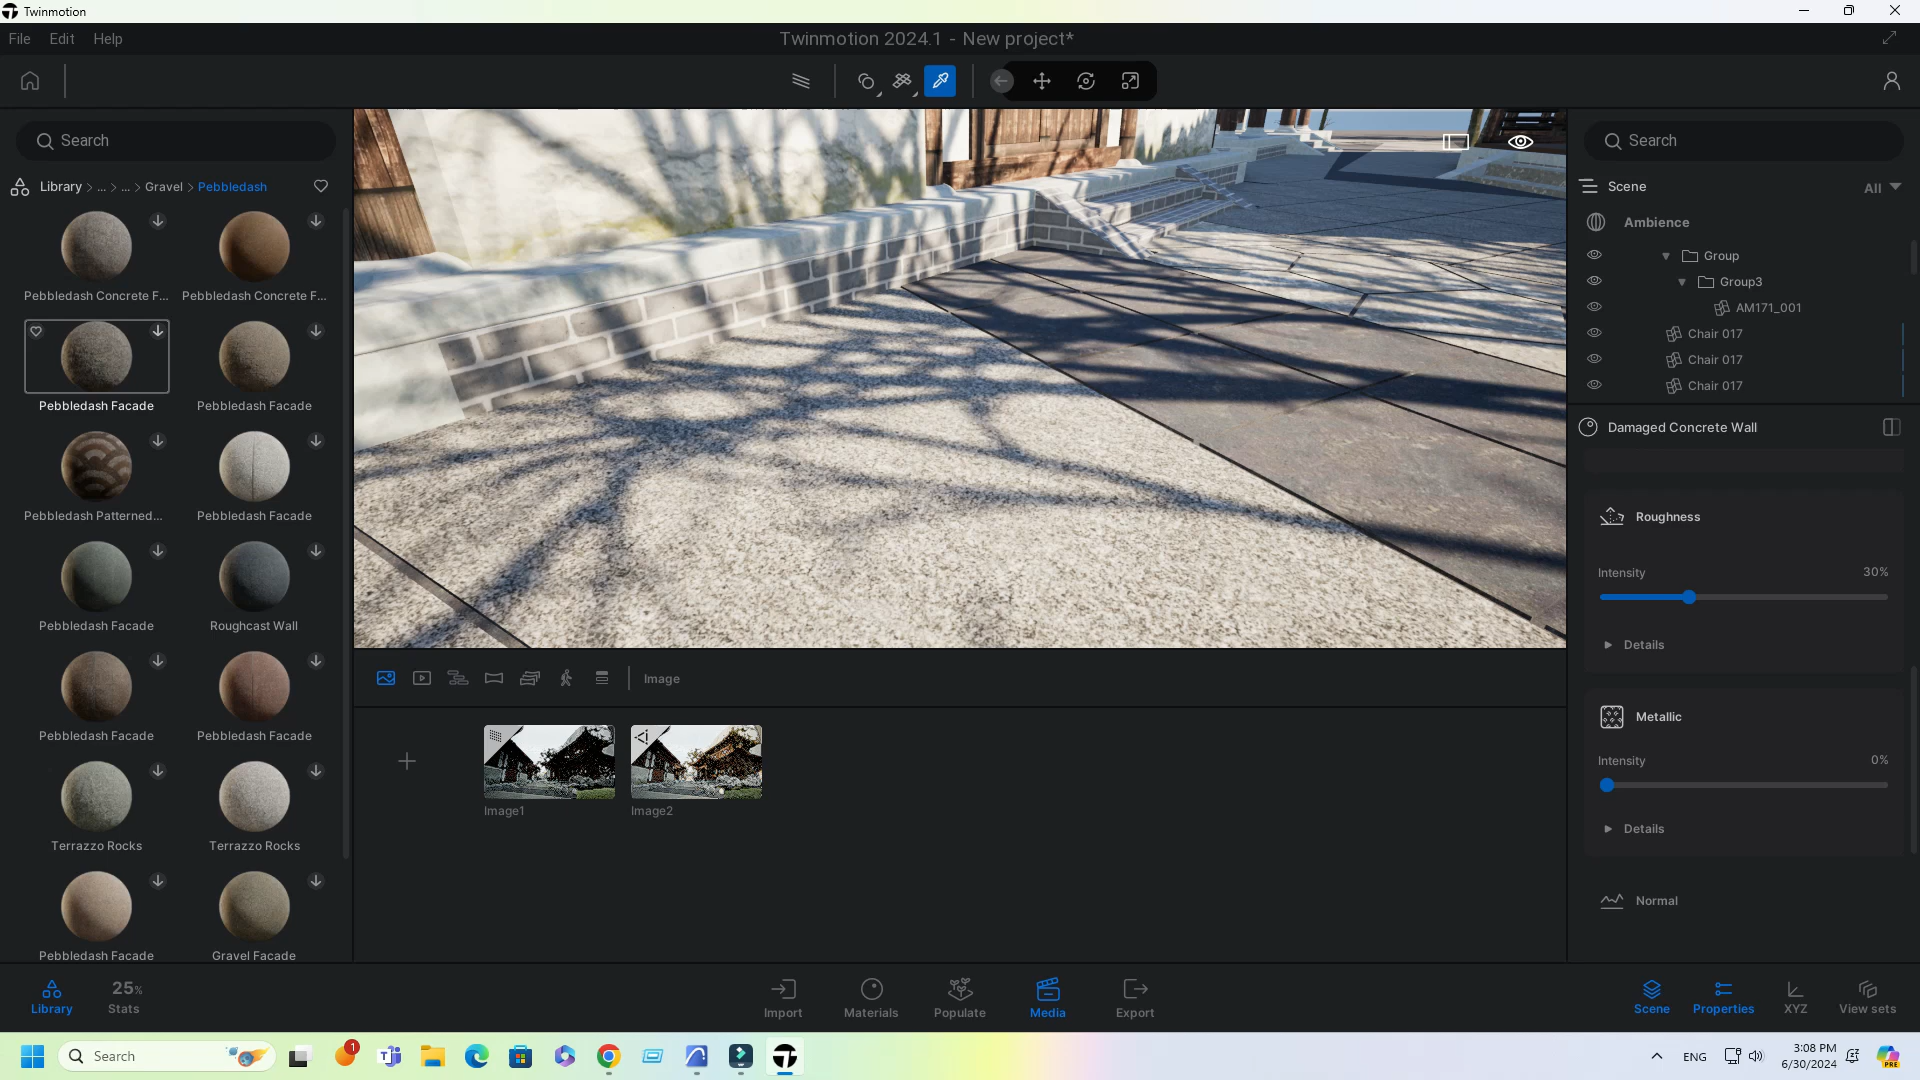 Twinmotion
File Edit Help
Twinmotion 2024.1 - New project*
Search
Library > ... > ... > Gravel > Pebbledash
Pebbledash Concrete F... Pebbledash Concrete F...
Pebbledash Facade Pebbledash Facade
Pebbledash Patterned... Pebbledash Facade
Pebbledash Facade Roughcast Wall
Pebbledash Facade Pebbledash Facade
Terrazzo Rocks Terrazzo Rocks
Pebbledash Facade Gravel Facade
Image
Image1 Image2
Search
Scene All
Ambience
Group
Group3
AM171_001
Chair 017
Chair 017
Chair 017
Damaged Concrete Wall
Roughness
Intensity 30%
Details
Metallic
Intensity 0%
Details
Normal
Library
25%
Stats
Import Materials Populate Media Export
Scene Properties XYZ View sets
Search
1
ENG
3:08 PM
6/30/2024
PRE